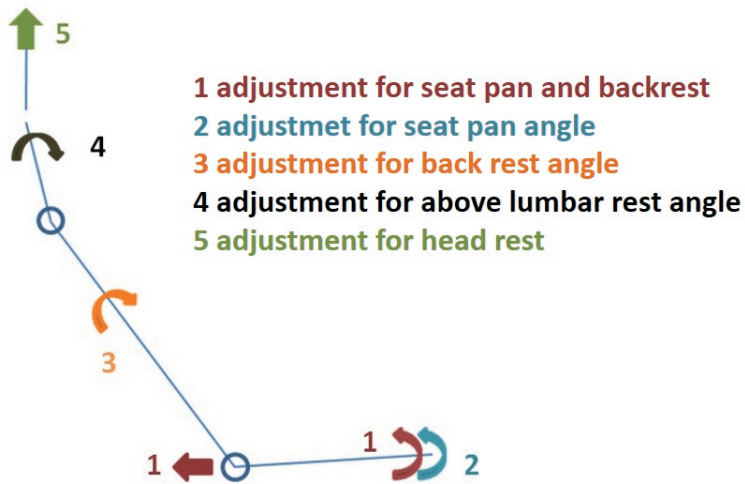 5
1 adjustment for seat pan and backrest
2 adjustmet for seat pan angle
3 adjustment for back rest angle
4 adjustment for above lumbar rest angle
5 adjustment for head rest
4
3
1
1
2